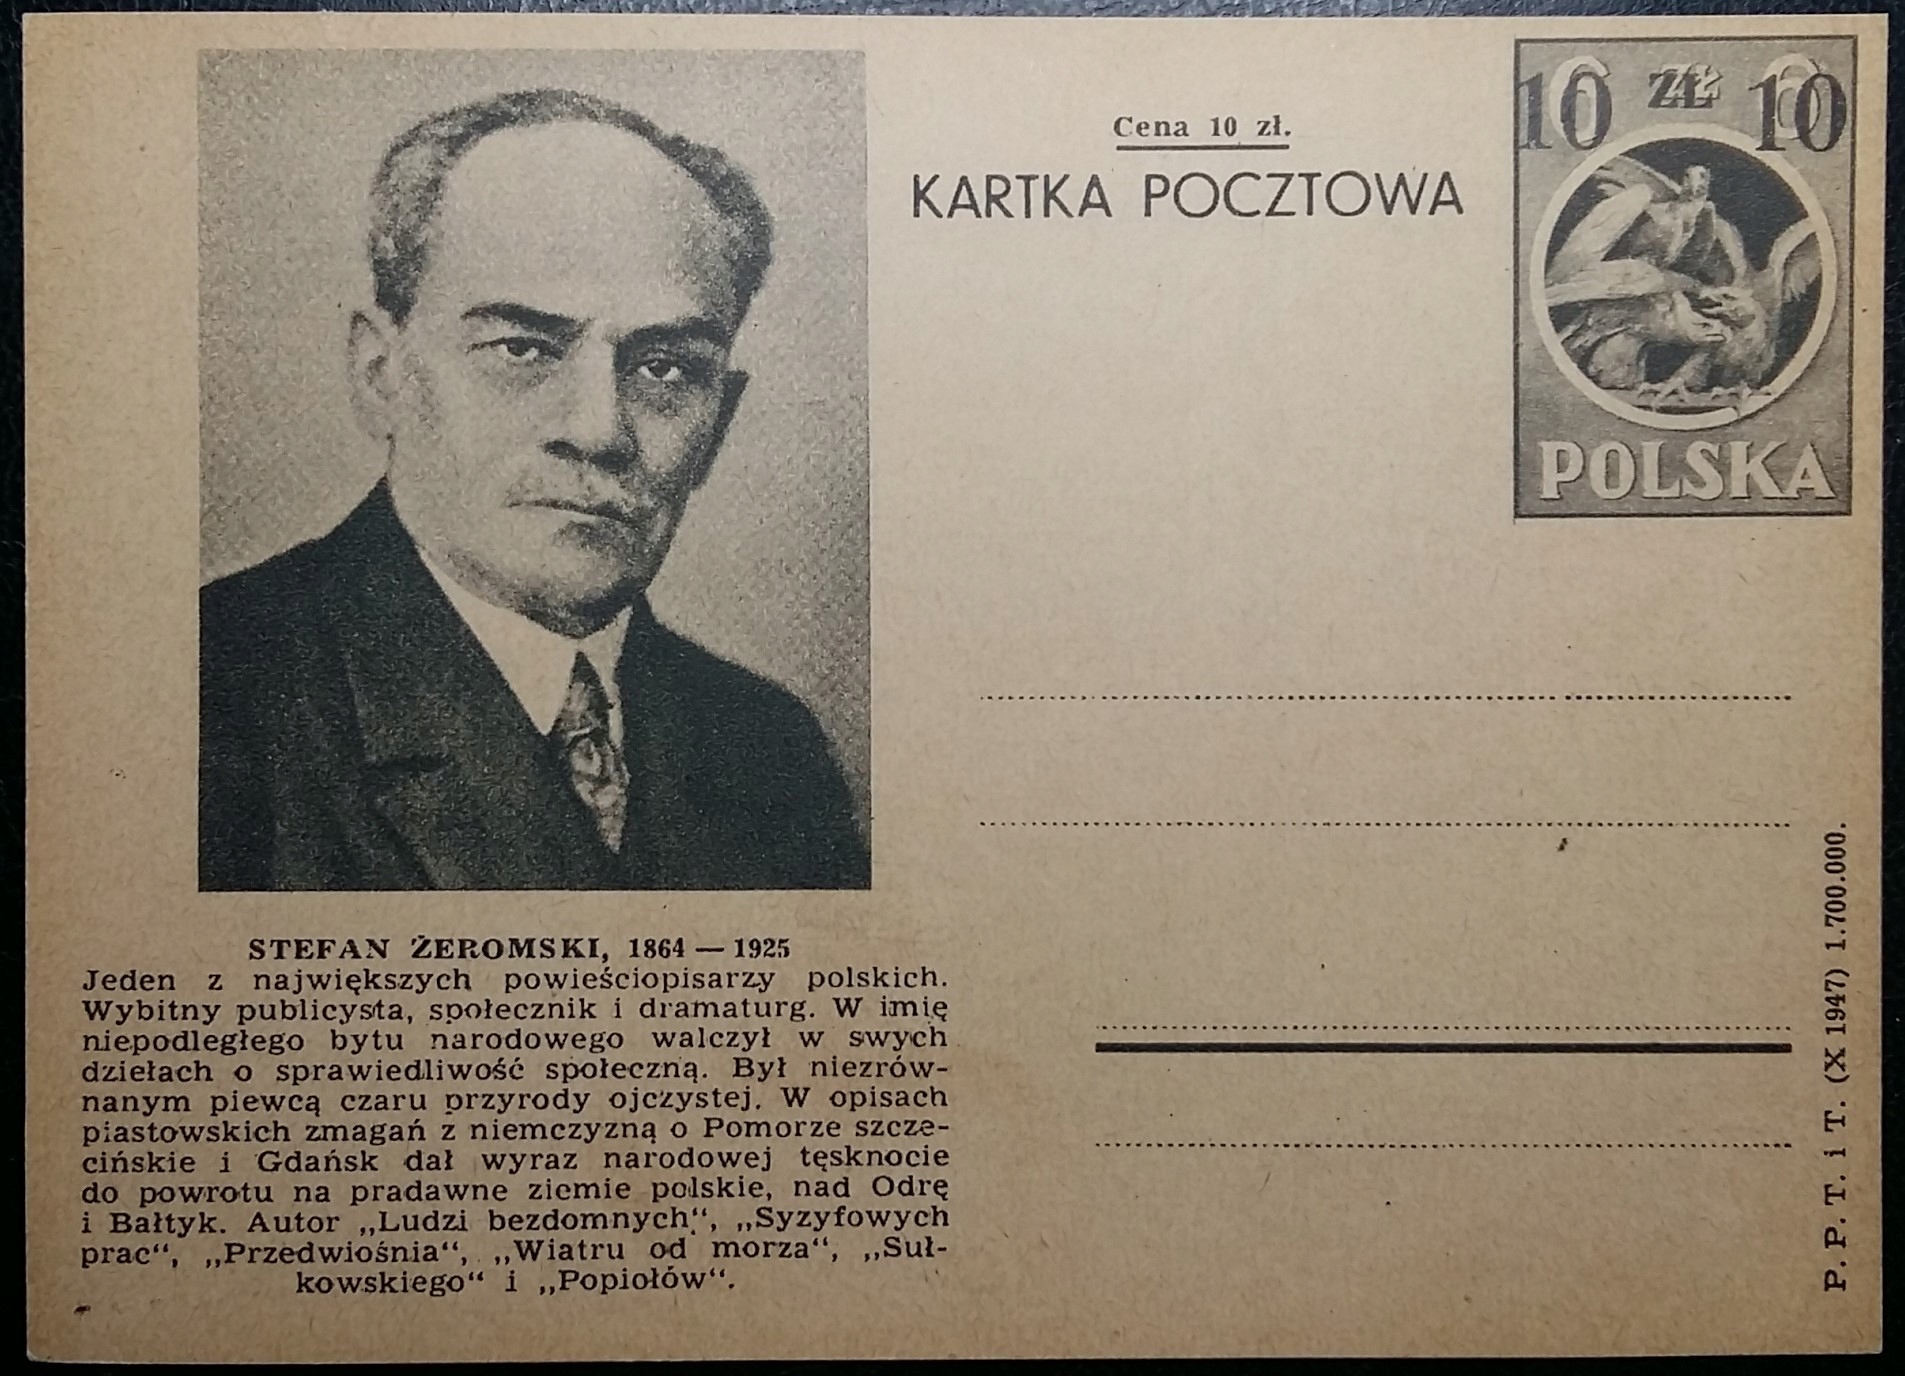 Cena 10 zł.
KARTKA POCZTOWA
10 ZŁ 10
POLSKA
STEFAN ŻEROMSKI, 1864 — 1925
Jeden z największych powieściopisarzy polskich.
Wybitny publicysta, społecznik i dramaturg. W imię
niepodległego bytu narodowego walczył w swych
dziełach o sprawiedliwość społeczną. Był niezrów-
nanym piewcą czaru przyrody ojczystej. W opisach
piastowskich zmagań z niemczyzną o Pomorze szcze-
cińskie i Gdańsk dał wyraz narodowej tęsknocie
do powrotu na pradawne ziemie polskie, nad Odrę
i Bałtyk. Autor „Ludzi bezdomnych“, „Syzyfowych
prac“, „Przedwiośnia“, „Wiatru od morza“, „Suł-
kowskiego“ i „Popiołów“.
P. P. T. i T. (X 1947) 1.700.000.